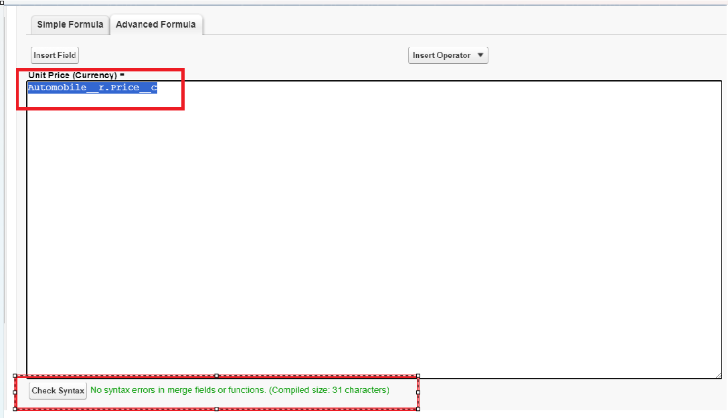 Simple Formula Advanced Formula
Insert Field Insert Operator
Unit Price (Currency) =
Automobile__r.Price__c
Check Syntax No syntax errors in merge fields or functions. (Compiled size: 31 characters)